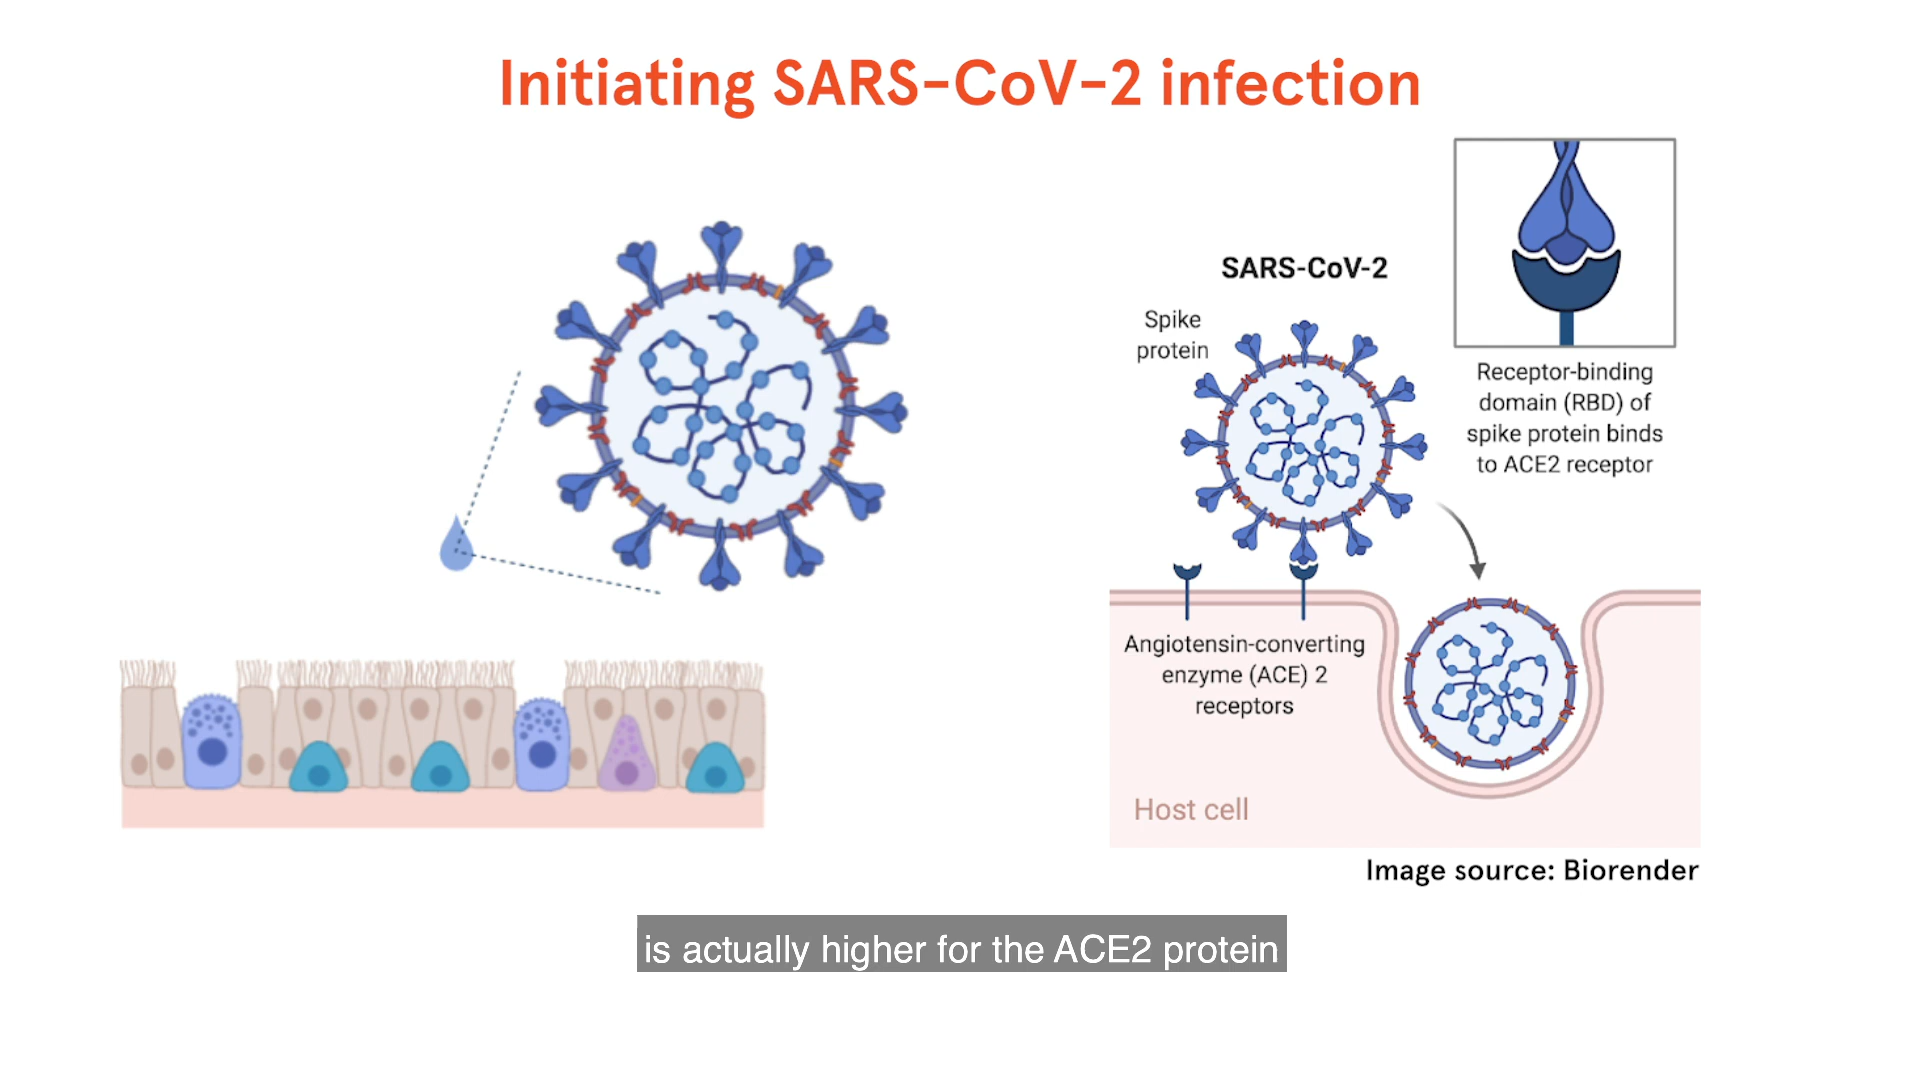 Initiating SARS-CoV-2 infection
SARS-CoV-2
Spike
protein
Receptor-binding
domain (RBD) of
spike protein binds
to ACE2 receptor
Angiotensin-converting
enzyme (ACE) 2
receptors
Host cell
Image source: Biorender
is actually higher for the ACE2 protein